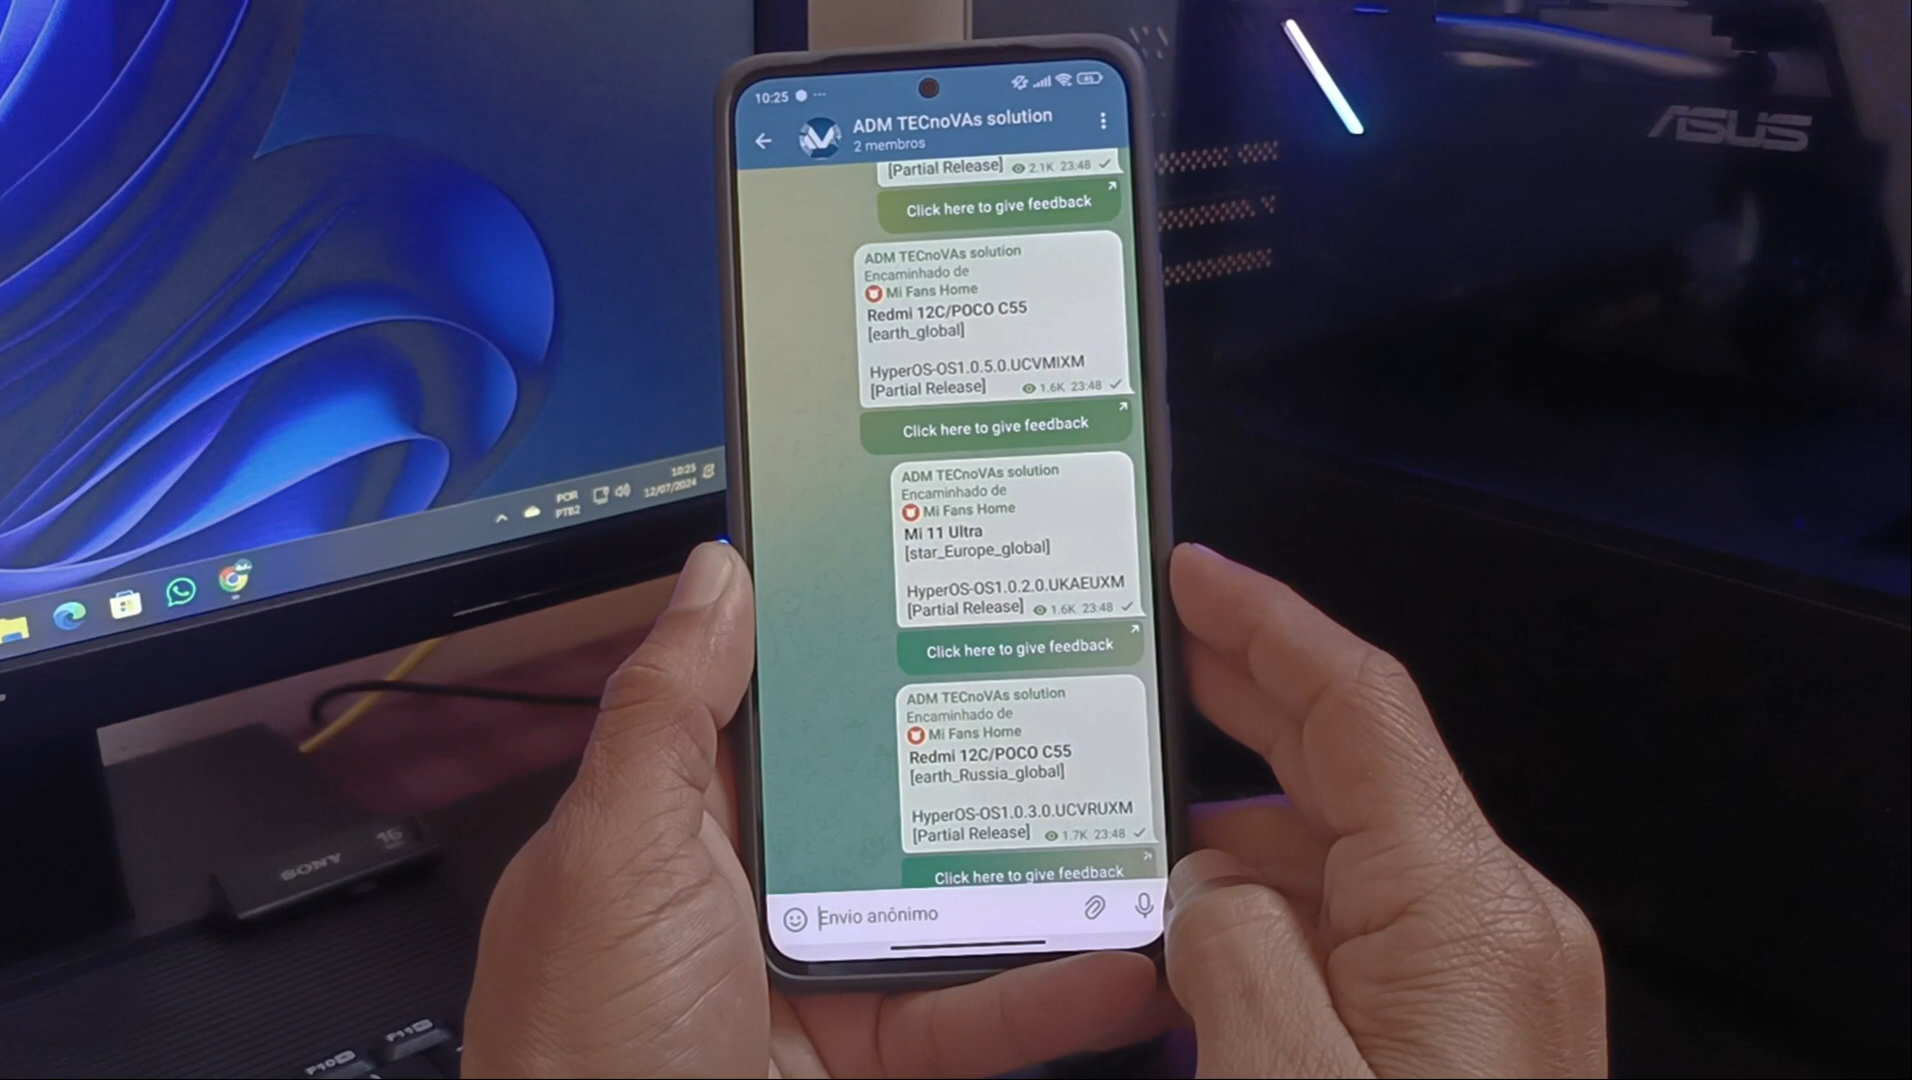 10:25
46
ADM TECnoVAs solution
2 membros
[Partial Release] 2.1K 23:48
Click here to give feedback
ADM TECnoVAs solution
Encaminhado de
Mi Fans Home
Redmi 12C/POCO C55
[earth_global]
HyperOS-OS1.0.5.0.UCVMIXM
[Partial Release] 1.6K 23:48
Click here to give feedback
ADM TECnoVAs solution
Encaminhado de
Mi Fans Home
Mi 11 Ultra
[star_Europe_global]
HyperOS-OS1.0.2.0.UKAEUXM
[Partial Release] 1.6K 23:48
Click here to give feedback
ADM TECnoVAs solution
Encaminhado de
Mi Fans Home
Redmi 12C/POCO C55
[earth_Russia_global]
HyperOS-OS1.0.3.0.UCVRUXM
[Partial Release] 1.7K 23:48
Click here to give feedback
Envio anônimo
ASUS
POR
PTB2
10:25
12/07/2024
SONY
16
F10
F11